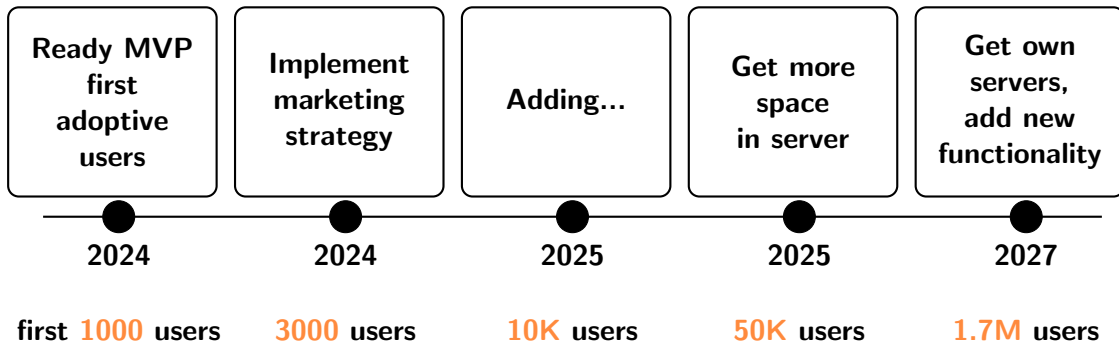 Ready MVP
first
adoptive
users
Implement
marketing
strategy
Adding...
Get more
space
in server
Get own
servers,
add new
functionality
2024
2024
2025
2025
2027
first 1000 users
3000 users
10K users
50K users
1.7M users